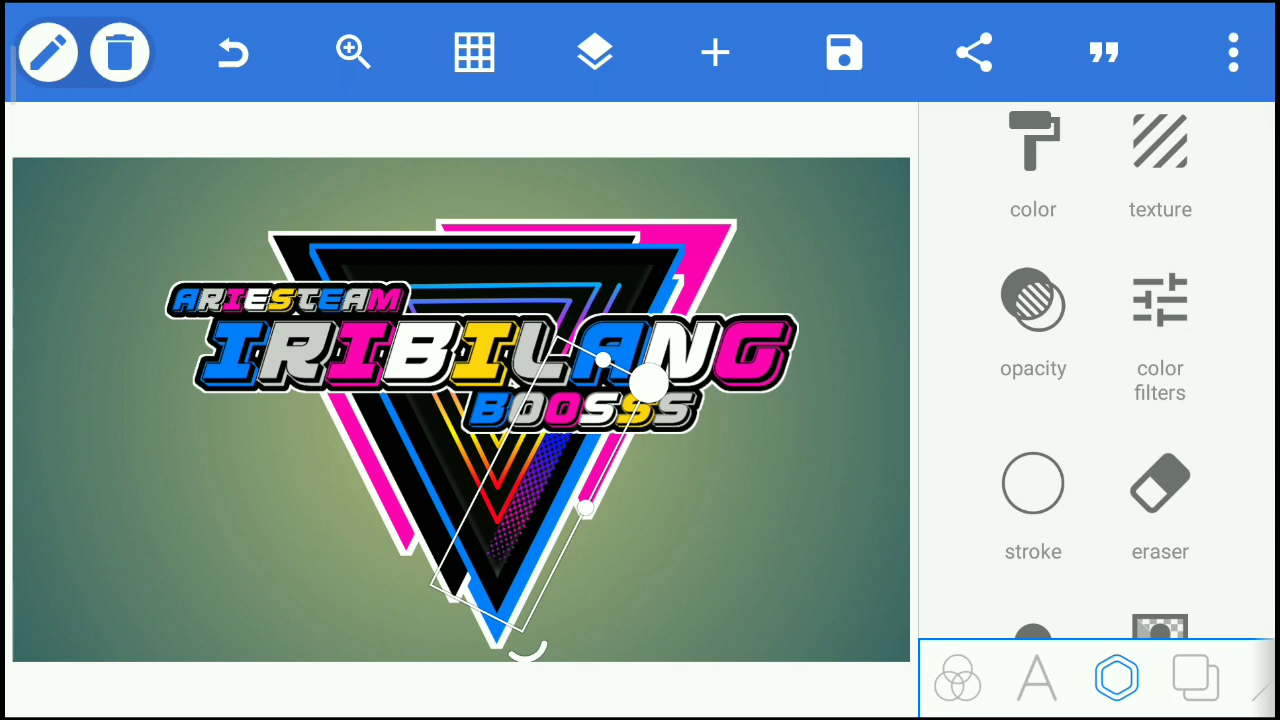 color
texture
ARIESTEAM
IRIBILANG
BOOSSS
opacity
color
filters
stroke
eraser